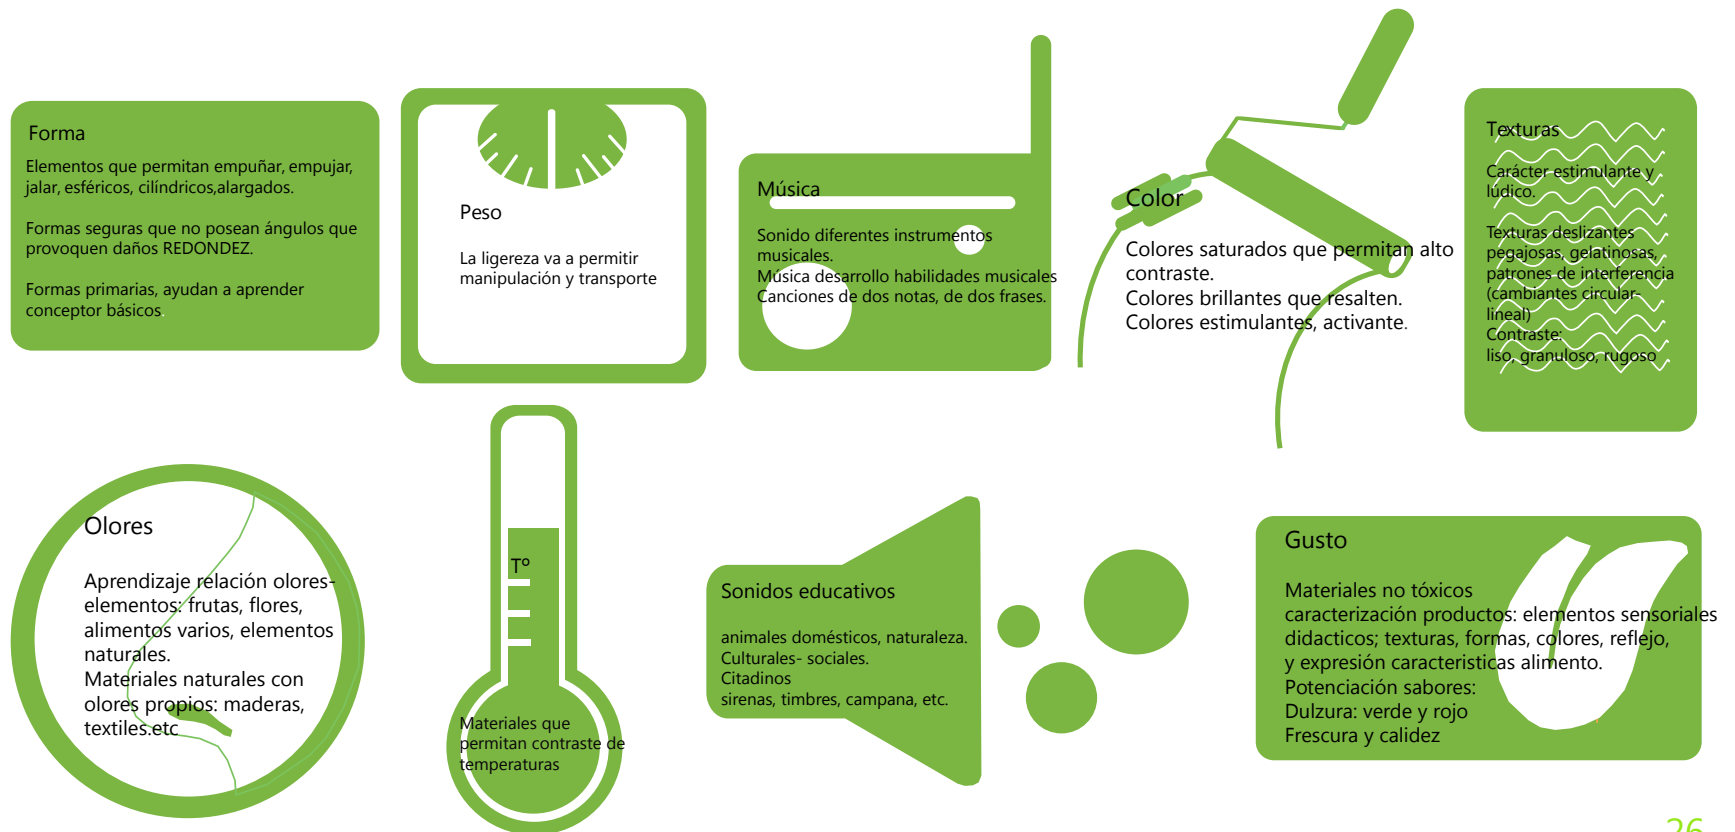 Forma
Elementos que permitan empuñar, empujar,
jalar, esféricos, cilíndricos,alargados.
Formas seguras que no posean ángulos que
provoquen daños REDONDEZ.
Formas primarias, ayudan a aprender
conceptor básicos.
Peso
La ligereza va a permitir
manipulación y transporte
Música
Sonido diferentes instrumentos
musicales.
Música desarrollo habilidades musicales
Canciones de dos notas, de dos frases.
Color
Colores saturados que permitan alto
contraste.
Colores brillantes que resalten.
Colores estimulantes, activante.
Texturas
Carácter estimulante y
lúdico.
Texturas deslizantes
pegajosas, gelatinosas,
patrones de interferencia
(cambiantes circular-
lineal)
Contraste:
liso, granuloso, rugoso
Olores
Aprendizaje relación olores-
elementos: frutas, flores,
alimentos varios, elementos
naturales.
Materiales naturales con
olores propios: maderas,
textiles.etc
Tº
Materiales que
permitan contraste de
temperaturas
Sonidos educativos
animales domésticos, naturaleza.
Culturales- sociales.
Citadinos
sirenas, timbres, campana, etc.
Gusto
Materiales no tóxicos
caracterización productos: elementos sensoriales
didacticos; texturas, formas, colores, reflejo,
y expresión caracteristicas alimento.
Potenciación sabores:
Dulzura: verde y rojo
Frescura y calidez
26